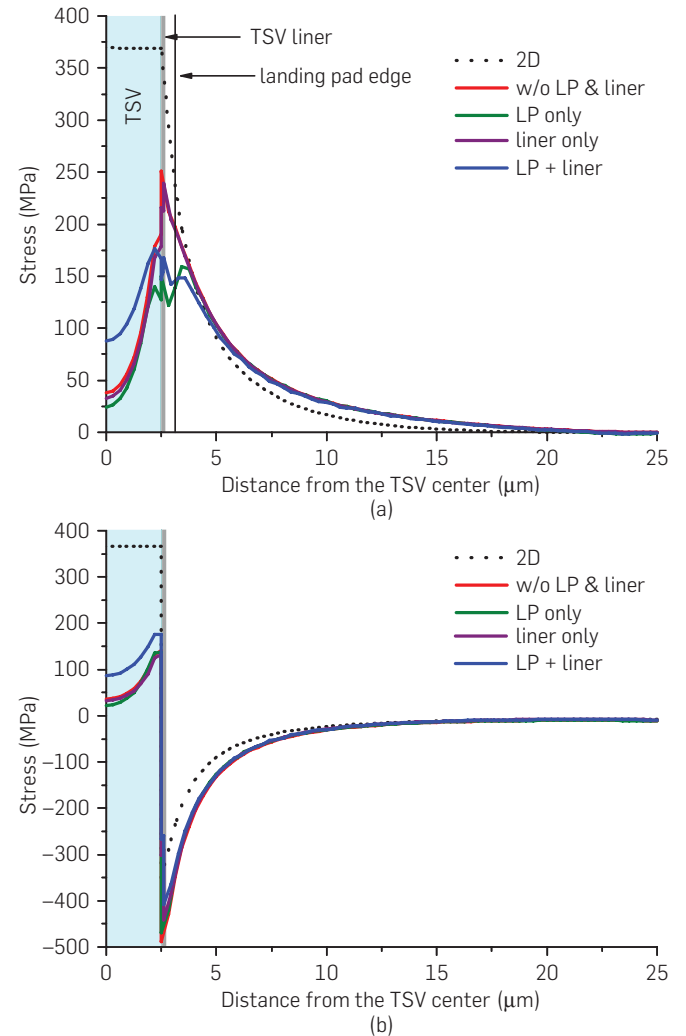 400
350
300
250
200
150
100
50
0
Stress (MPa)
TSV
TSV liner
landing pad edge
2D
w/o LP & liner
LP only
liner only
LP + liner
0 5 10 15 20 25
Distance from the TSV center (μm)
(a)
400
300
200
100
0
−100
−200
−300
−400
−500
Stress (MPa)
2D
w/o LP & liner
LP only
liner only
LP + liner
0 5 10 15 20 25
Distance from the TSV center (μm)
(b)